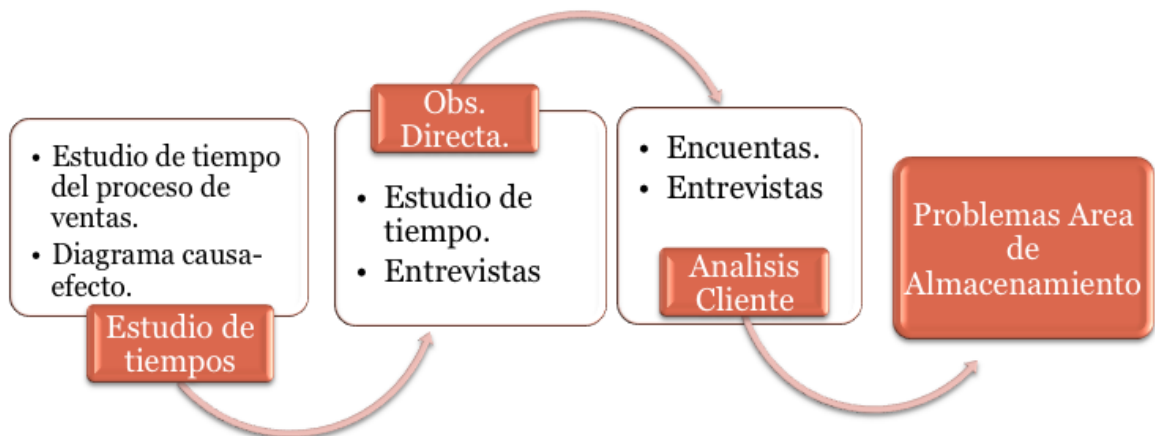 • Estudio de tiempo
del proceso de
ventas.
• Diagrama causa-
efecto.
Estudio de
tiempos
Obs.
Directa.
• Estudio de
tiempo.
• Entrevistas
• Encuentas.
• Entrevistas
Analisis
Cliente
Problemas Area
de
Almacenamiento